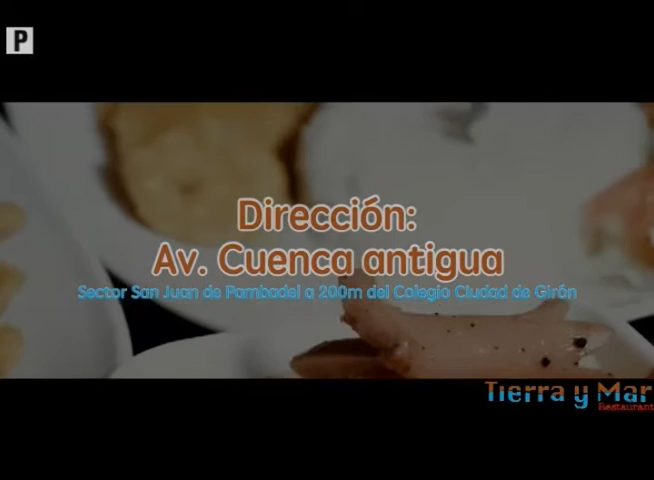 P
Dirección:
Av. Cuenca antigua
Sector San Juan de Pambadel a 200m del Colegio Ciudad de Girón
Tierra y Mar
Restaurant